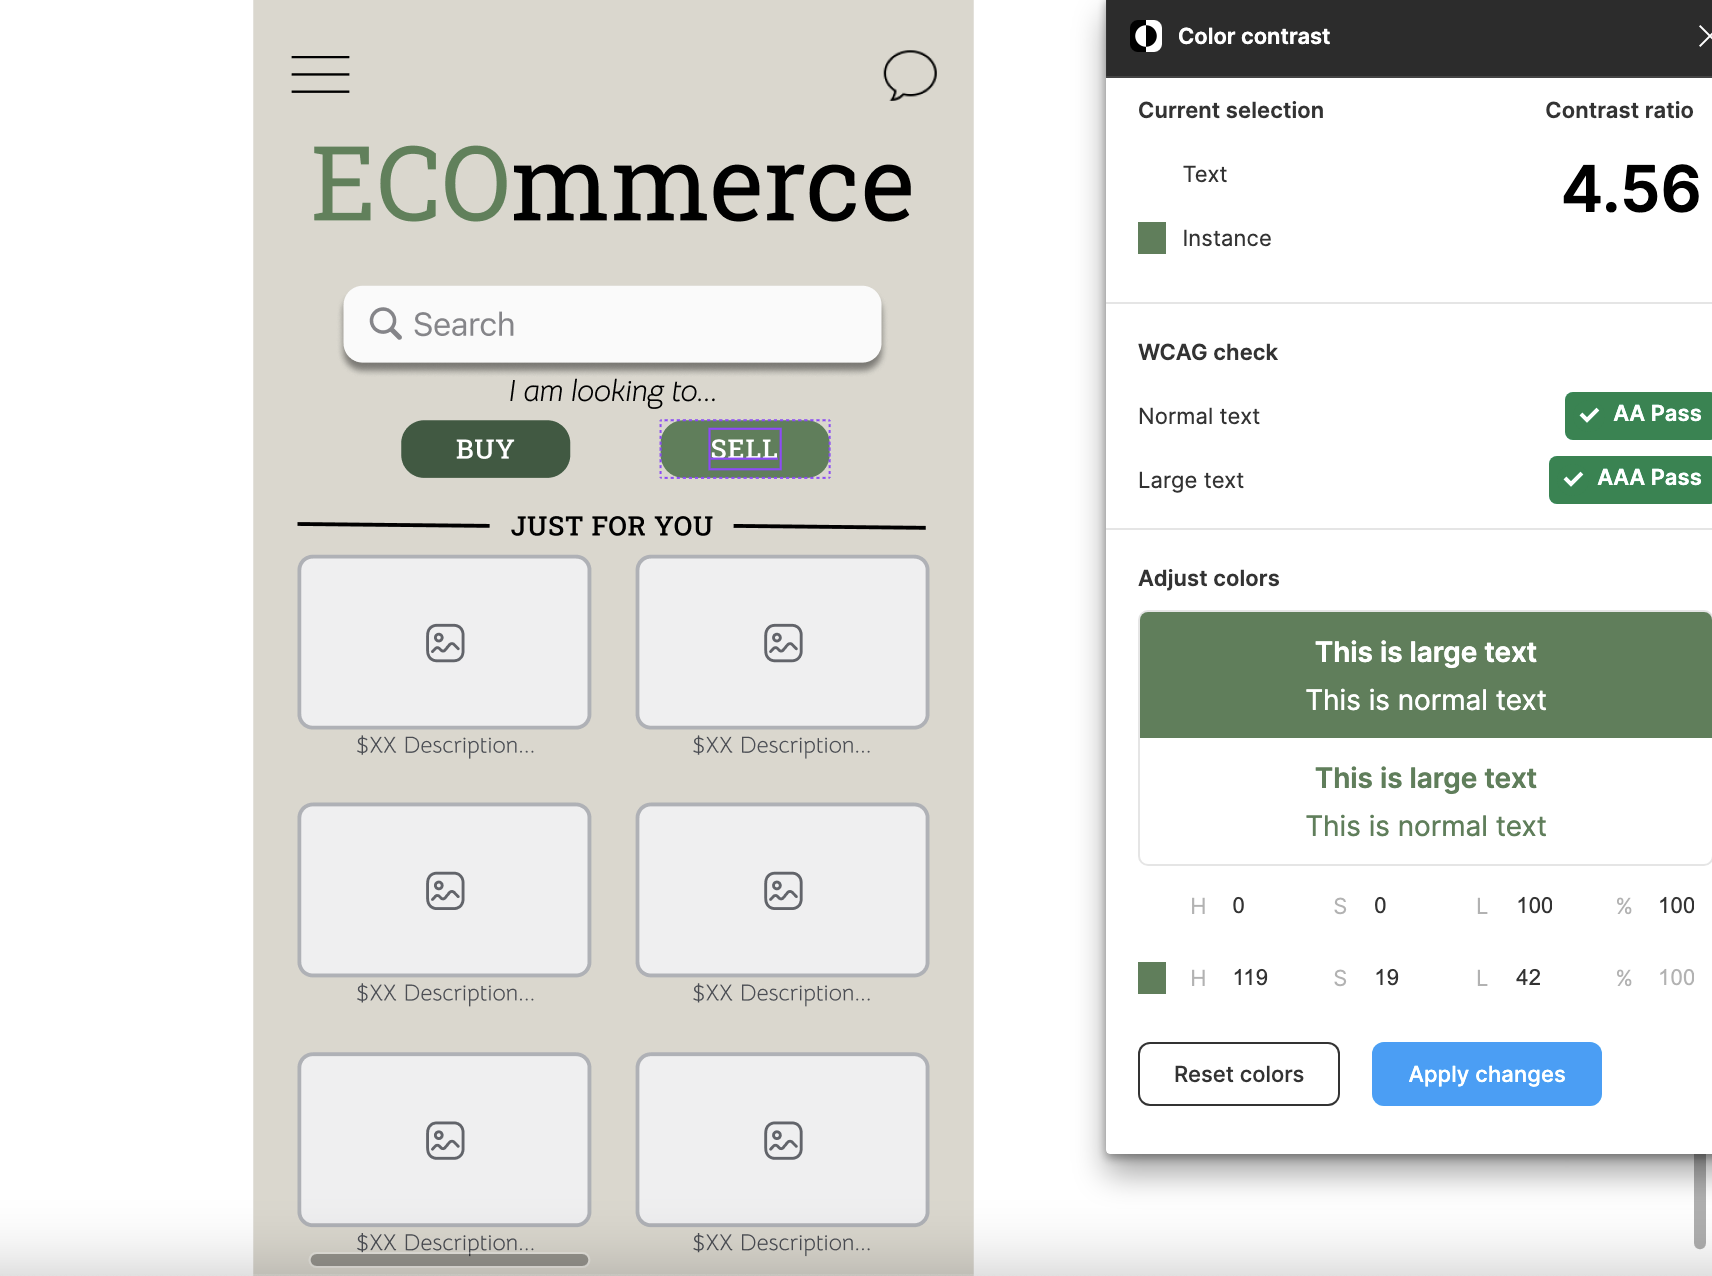 ECOmmerce
Search
I am looking to...
BUY
SELL
JUST FOR YOU
$XX Description...
$XX Description...
$XX Description...
$XX Description...
$XX Description...
$XX Description...
Color contrast
Current selection
Contrast ratio
Text
4.56
Instance
WCAG check
Normal text
AA Pass
Large text
AAA Pass
Adjust colors
This is large text
This is normal text
This is large text
This is normal text
H 0 S 0 L 100 % 100
H 119 S 19 L 42 % 100
Reset colors
Apply changes